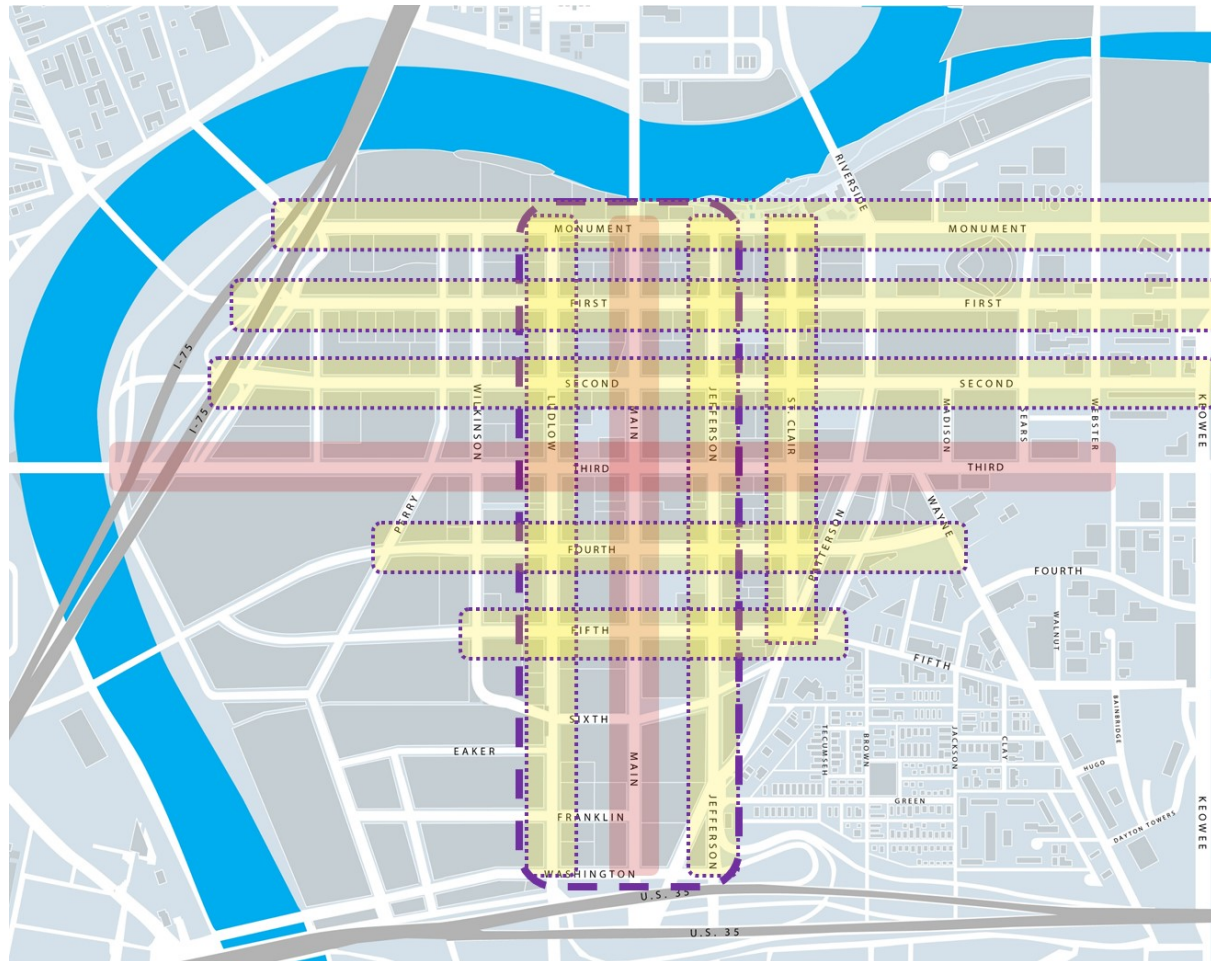 RIVERSIDE
MONUMENT
MONUMENT
FIRST
FIRST
I-75
SECOND
SECOND
I-75
WILKINSON
LUDLOW
MAIN
JEFFERSON
ST. CLAIR
MADISON
SEARS
WEBSTER
KEOWEE
THIRD
THIRD
PERRY
PATTERSON
WAYNE
FOURTH
FOURTH
WALNUT
FIFTH
FIFTH
SIXTH
EAKER
MAIN
TECUMSEH
BROWN
JACKSON
CLAY
BAINBRIDGE
HUGO
GREEN
FRANKLIN
JEFFERSON
DAYTON TOWERS
KEOWEE
WASHINGTON
U.S. 35
U.S. 35